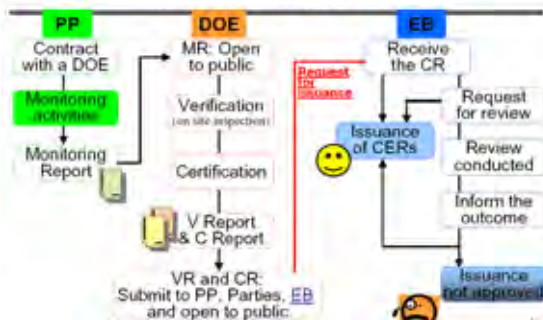 PP
Contract
with a DOE
Monitoring
activities
Monitoring
Report
DOE
MR: Open
to public
Verification
(on site inspection)
Certification
V Report
& C Report
VR and CR:
Submit to PP, Parties, EB
and open to public
Request
for
issuance
EB
Receive
the CR
Request
for review
Issuance
of CERs
Review
conducted
Inform the
outcome
Issuance
not approved